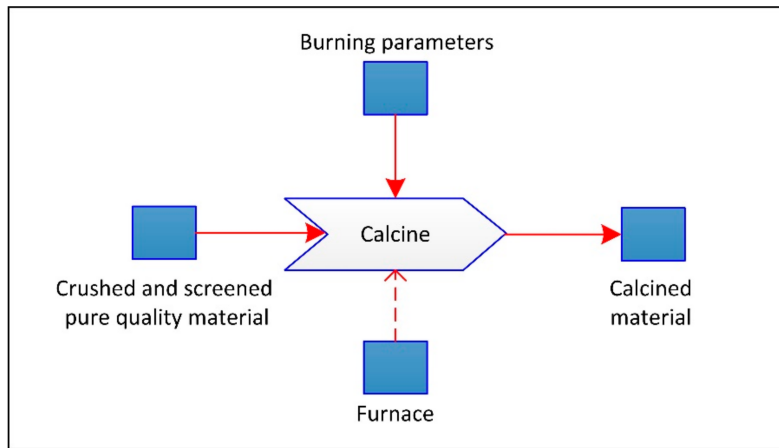 Burning parameters
Calcine
Crushed and screened
pure quality material
Calcined
material
Furnace